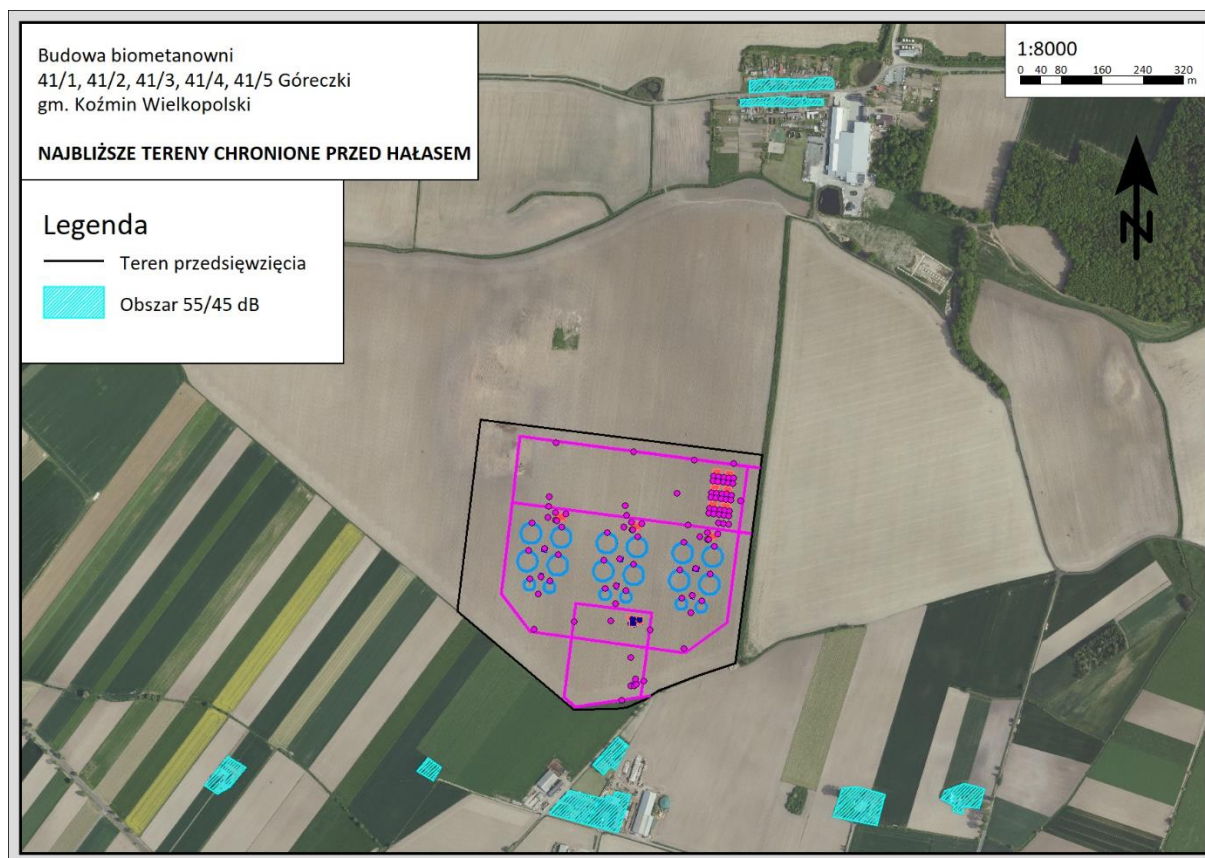 Budowa biometanowni
41/1, 41/2, 41/3, 41/4, 41/5 Góreczki
gm. Koźmin Wielkopolski
NAJBLIŻSZE TERENY CHRONIONE PRZED HAŁASEM
1:8000
0 40 80 160 240 320
m
Legenda
Teren przedsięwzięcia
Obszar 55/45 dB
N